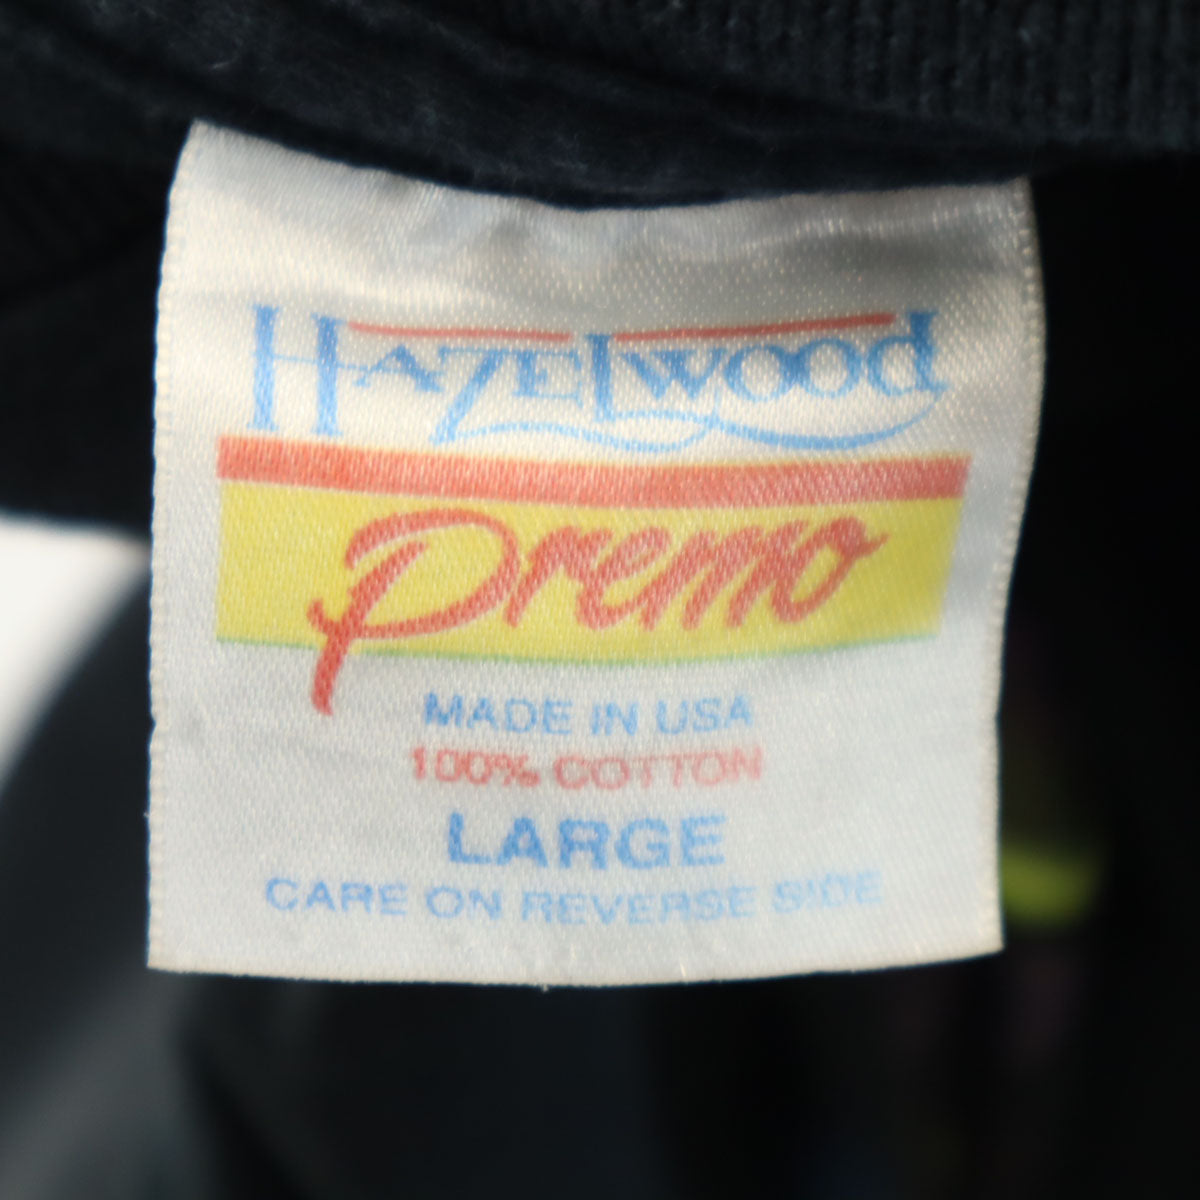 HAZELWOOD
Premo
MADE IN USA
100% COTTON
LARGE
CARE ON REVERSE SIDE